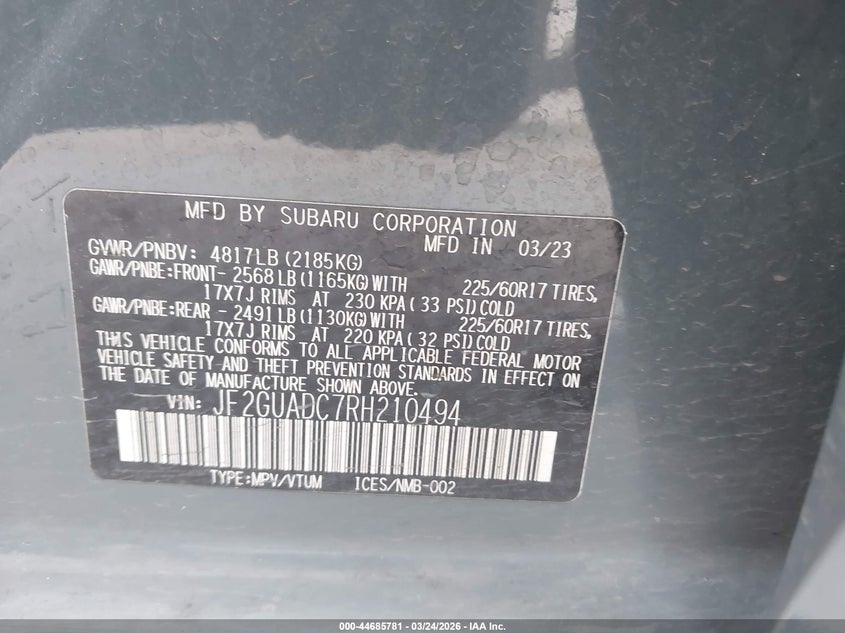 MFD BY SUBARU CORPORATION
MFD IN 03/23
GVWR/PNBV: 4817LB (2185KG)
GAWR/PNBE:FRONT- 2568LB (1165KG) WITH 225/60R17 TIRES,
17X7J RIMS AT 230 KPA ( 33 PSI) COLD
GAWR/PNBE:REAR - 2491LB (1130KG) WITH 225/60R17 TIRES,
17X7J RIMS AT 220 KPA ( 32 PSI) COLD
THIS VEHICLE CONFORMS TO ALL APPLICABLE FEDERAL MOTOR
VEHICLE SAFETY AND THEFT PREVENTION STANDARDS IN EFFECT ON
THE DATE OF MANUFACTURE SHOWN ABOVE.
VIN: JF2GUADC7RH210494
TYPE:MPV/VTUM ICES/NMB-002
000-44685781 - 03/24/2026 - IAA Inc.